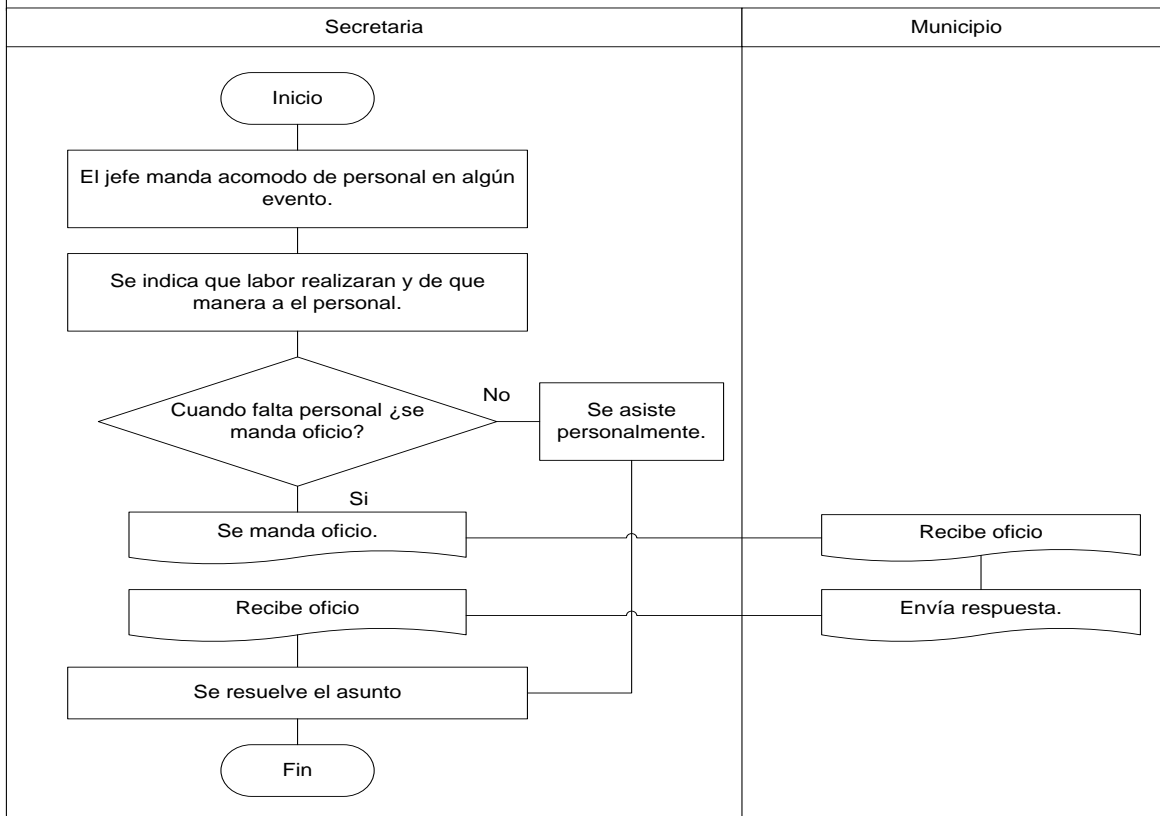 Secretaria
Municipio
Inicio
El jefe manda acomodo de personal en algún
evento.
Se indica que labor realizaran y de que
manera a el personal.
Cuando falta personal ¿se
manda oficio?
No
Se asiste
personalmente.
Si
Se manda oficio.
Recibe oficio
Recibe oficio
Envía respuesta.
Se resuelve el asunto
Fin